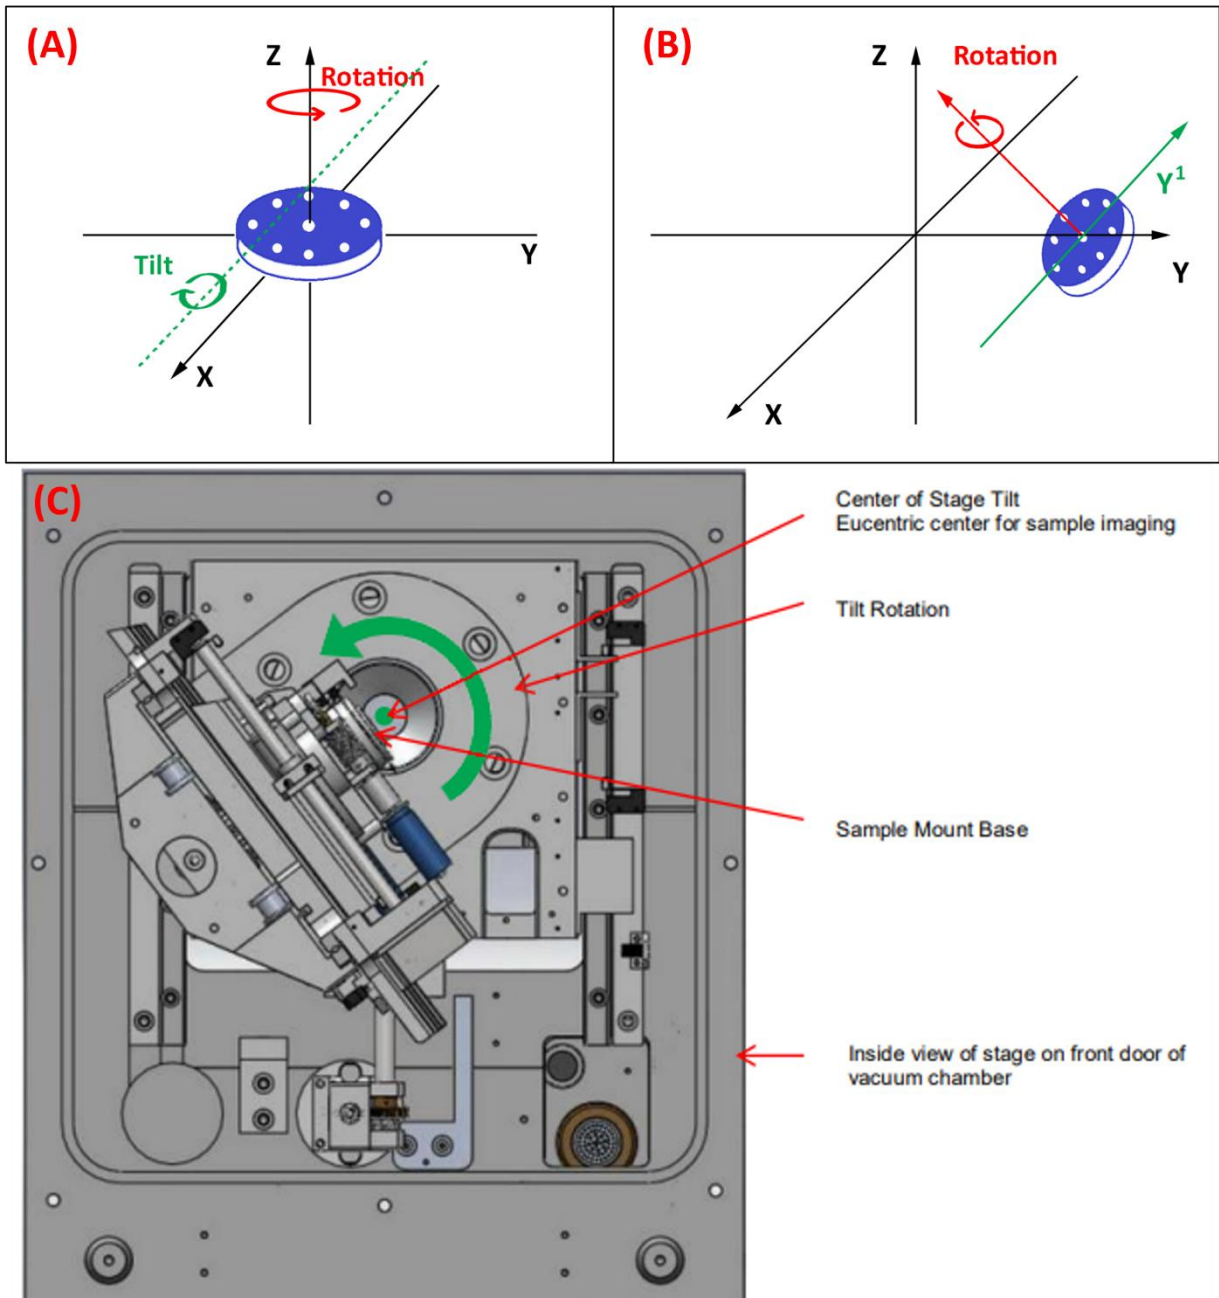 (A)
Z
Rotation
Y
Tilt
X
(B)
Z
Rotation
Y¹
Y
X
(C)
Center of Stage Tilt
Eucentric center for sample imaging
Tilt Rotation
Sample Mount Base
Inside view of stage on front door of
vacuum chamber